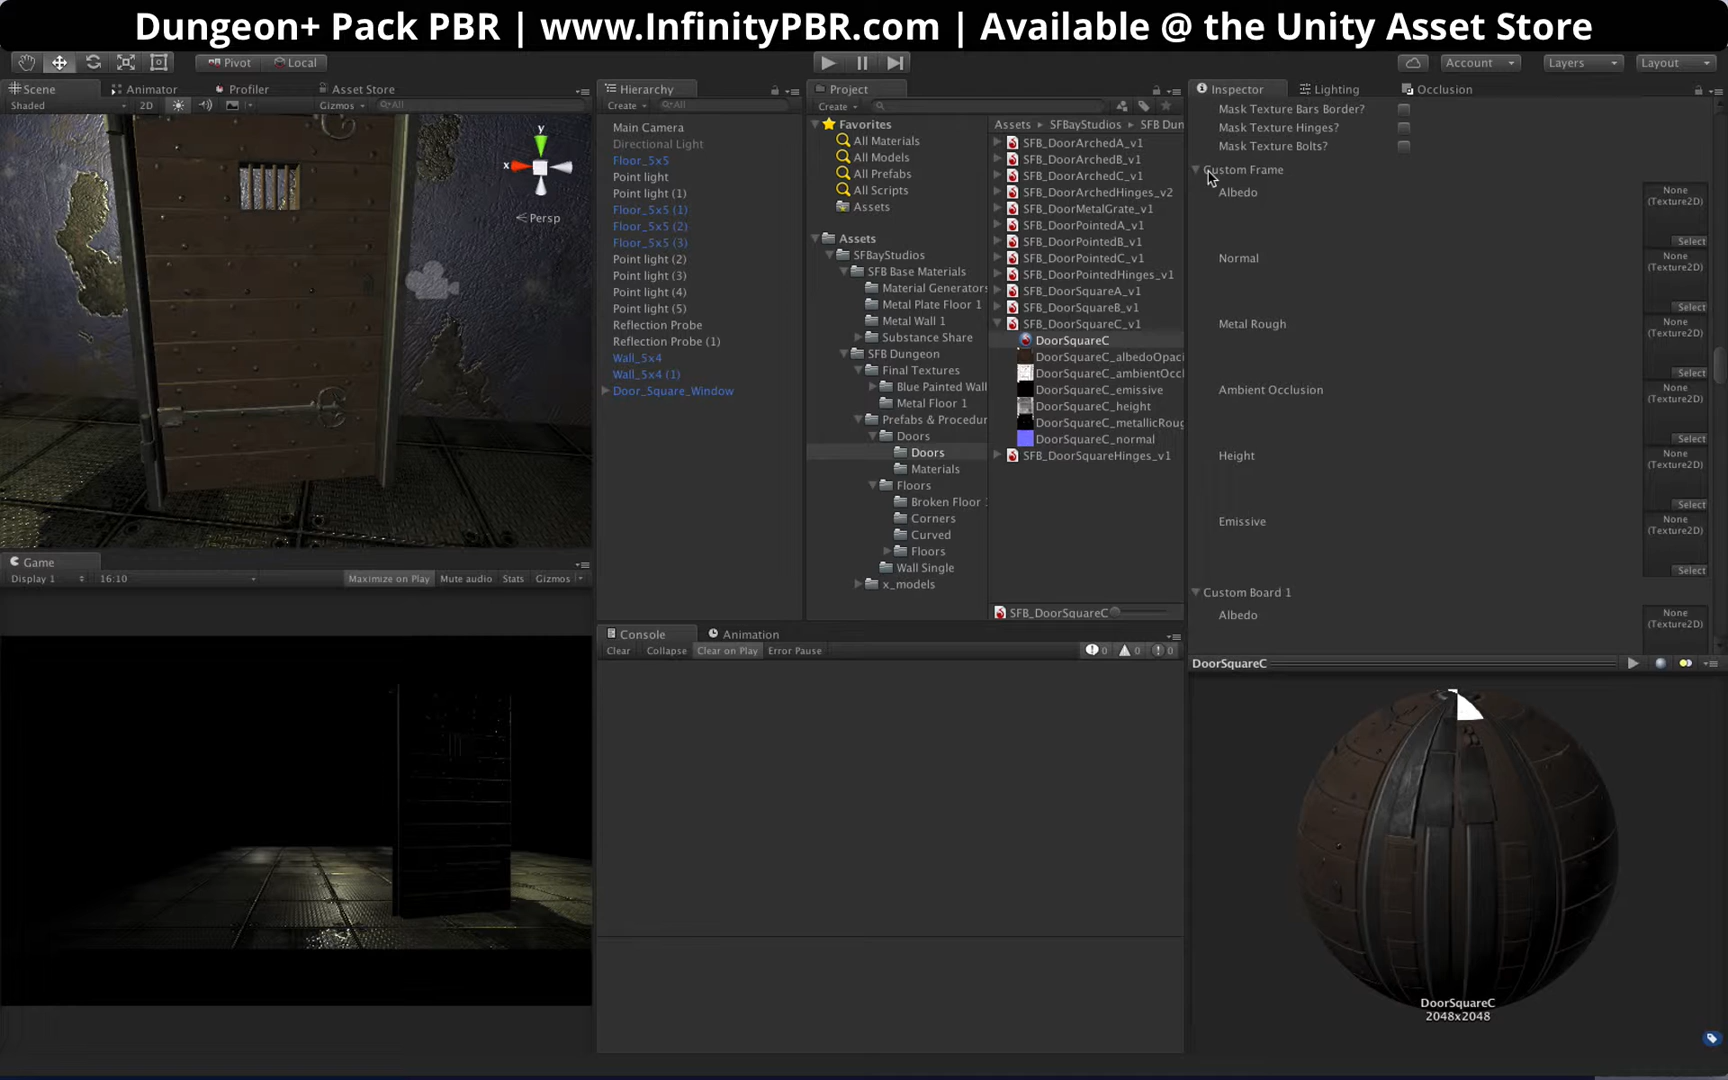 Dungeon+ Pack PBR | www.InfinityPBR.com | Available @ the Unity Asset Store
Pivot Local
Account Layers Layout
Scene Animator Profiler Asset Store
Shaded 2D Gizmos All
y
x
Persp
Game
Display 1 16:10 Maximize on Play Mute audio Stats Gizmos
Hierarchy
Create All
Main Camera
Directional Light
Floor_5x5
Point light
Point light (1)
Floor_5x5 (1)
Floor_5x5 (2)
Floor_5x5 (3)
Point light (2)
Point light (3)
Point light (4)
Point light (5)
Reflection Probe
Reflection Probe (1)
Wall_5x4
Wall_5x4 (1)
Door_Square_Window
Project
Create
Favorites
All Materials
All Models
All Prefabs
All Scripts
Assets
Assets
SFBayStudios
SFB Base Materials
Material Generators
Metal Plate Floor 1
Metal Wall 1
Substance Share
SFB Dungeon
Final Textures
Blue Painted Wall
Metal Floor 1
Prefabs & Procedur
Doors
Doors
Materials
Floors
Broken Floor
Corners
Curved
Floors
Wall Single
x_models
Assets SFBayStudios SFB Dun
SFB_DoorArchedA_v1
SFB_DoorArchedB_v1
SFB_DoorArchedC_v1
SFB_DoorArchedHinges_v2
SFB_DoorMetalGrate_v1
SFB_DoorPointedA_v1
SFB_DoorPointedB_v1
SFB_DoorPointedC_v1
SFB_DoorPointedHinges_v1
SFB_DoorSquareA_v1
SFB_DoorSquareB_v1
SFB_DoorSquareC_v1
DoorSquareC
DoorSquareC_albedoOpaci
DoorSquareC_ambientOccl
DoorSquareC_emissive
DoorSquareC_height
DoorSquareC_metallicRoug
DoorSquareC_normal
SFB_DoorSquareHinges_v1
SFB_DoorSquareC
Console Animation
Clear Collapse Clear on Play Error Pause 0 0 0
Inspector Lighting Occlusion
Mask Texture Bars Border?
Mask Texture Hinges?
Mask Texture Bolts?
Custom Frame
Albedo None (Texture2D) Select
Normal None (Texture2D) Select
Metal Rough None (Texture2D) Select
Ambient Occlusion None (Texture2D) Select
Height None (Texture2D) Select
Emissive None (Texture2D) Select
Custom Board 1
Albedo None (Texture2D)
DoorSquareC
DoorSquareC
2048x2048